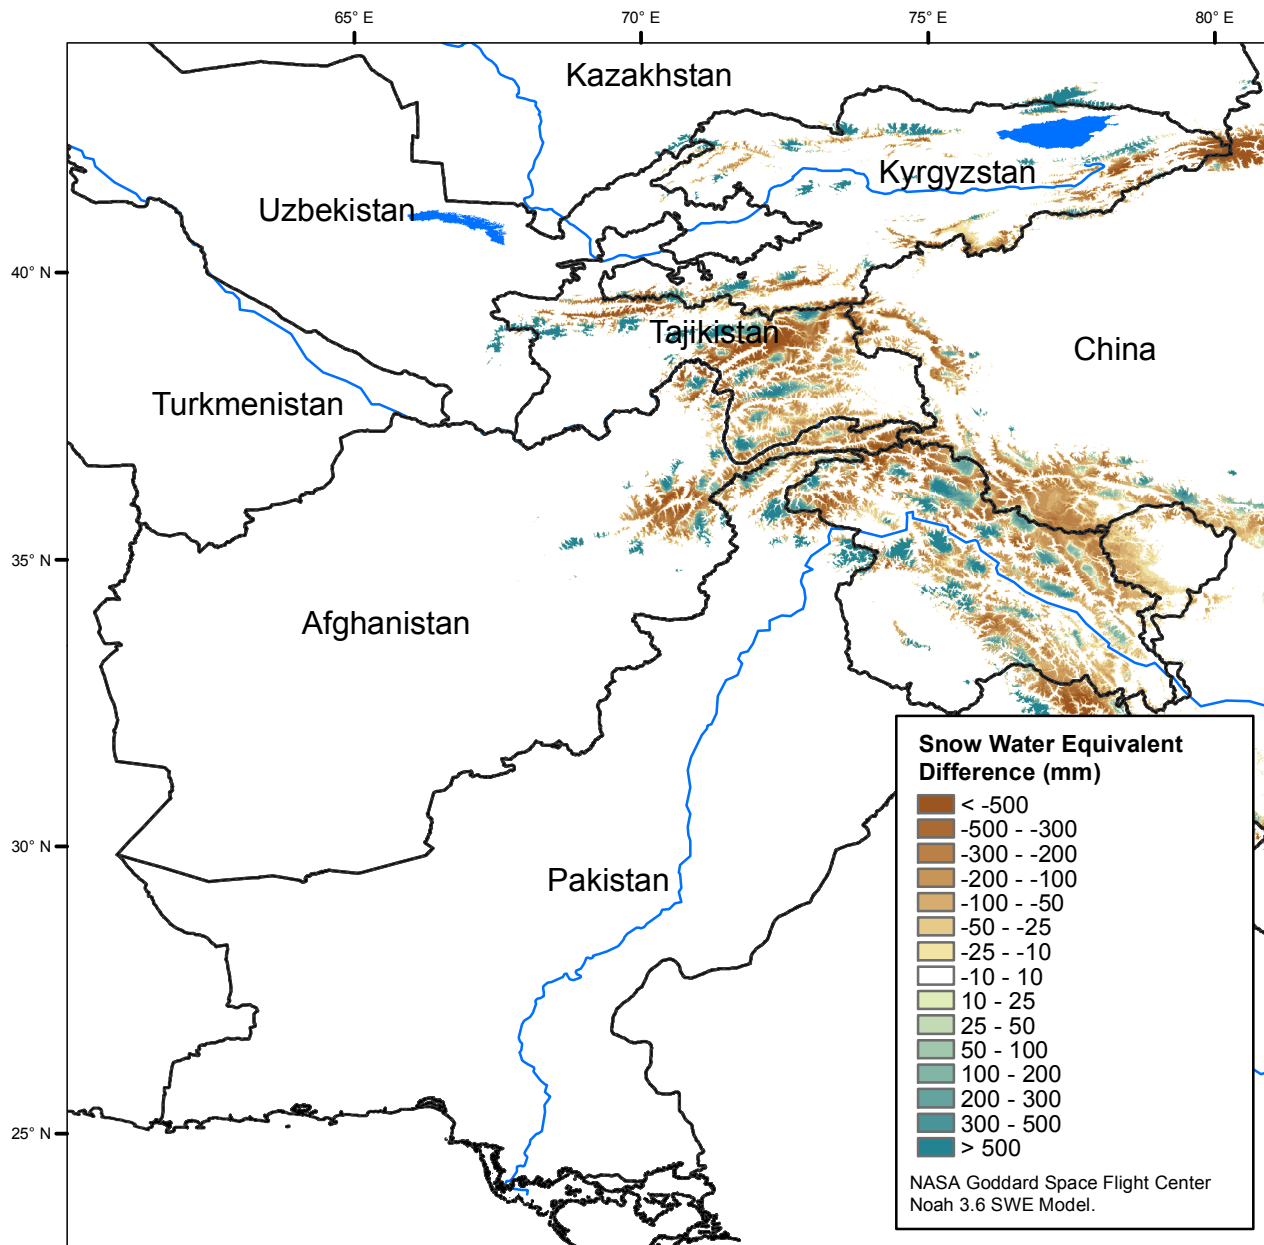 65° E 70° E 75° E 80° E
Kazakhstan
Kyrgyzstan
Uzbekistan
40° N
Tajikistan
China
Turkmenistan
35° N
Afghanistan
30° N
Pakistan
25° N
Snow Water Equivalent
Difference (mm)
< -500
-500 - -300
-300 - -200
-200 - -100
-100 - -50
-50 - -25
-25 - -10
-10 - 10
10 - 25
25 - 50
50 - 100
100 - 200
200 - 300
300 - 500
> 500
NASA Goddard Space Flight Center
Noah 3.6 SWE Model.